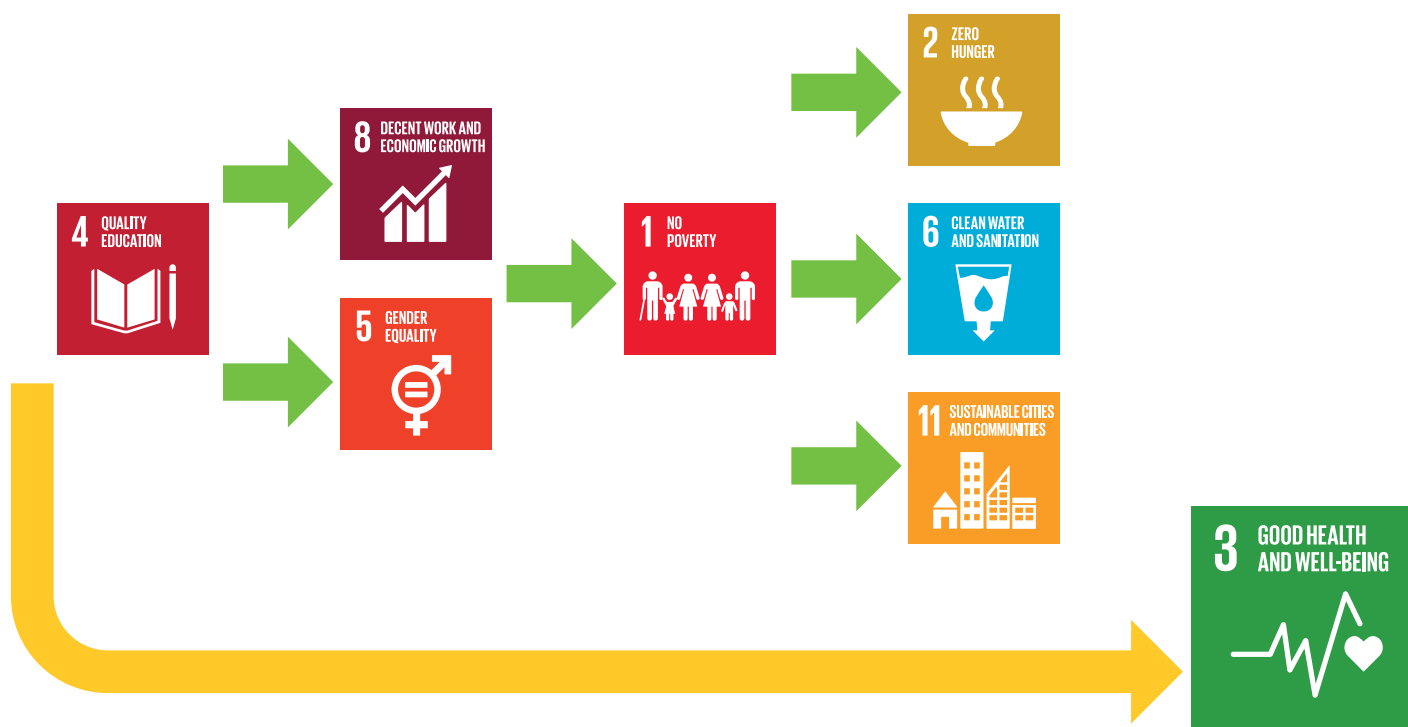 4 QUALITY
EDUCATION
8 DECENT WORK AND
ECONOMIC GROWTH
5 GENDER
EQUALITY
1 NO
POVERTY
2 ZERO
HUNGER
6 CLEAN WATER
AND SANITATION
11 SUSTAINABLE CITIES
AND COMMUNITIES
3 GOOD HEALTH
AND WELL-BEING